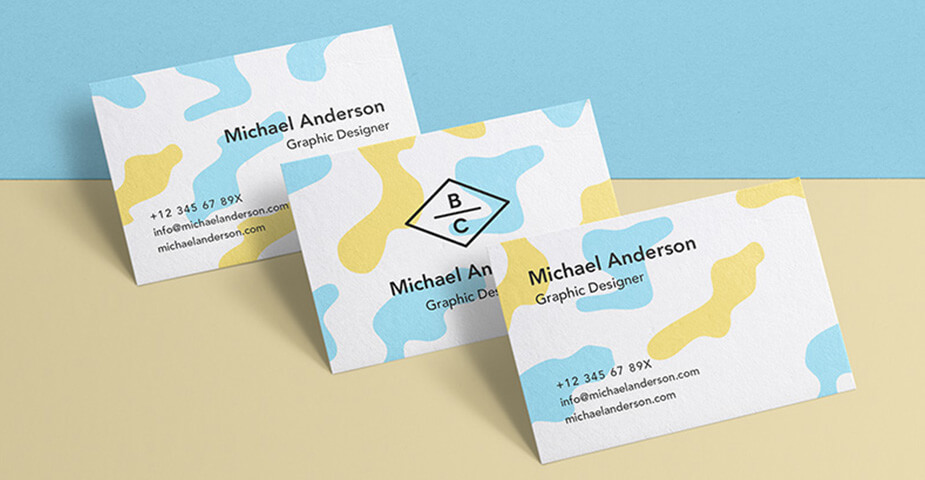 Michael Anderson
Graphic Designer
+12 345 67 89X
info@michaelanderson.com
michaelanderson.com
B
C
Michael An
Graphic Des
Michael Anderson
Graphic Designer
+12 345 67 89X
info@michaelanderson.com
michaelanderson.com